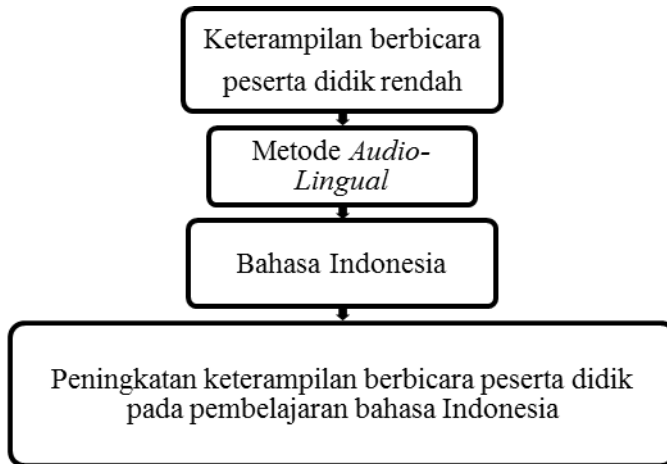 Keterampilan berbicara
peserta didik rendah
Metode Audio-
Lingual
Bahasa Indonesia
Peningkatan keterampilan berbicara peserta didik
pada pembelajaran bahasa Indonesia